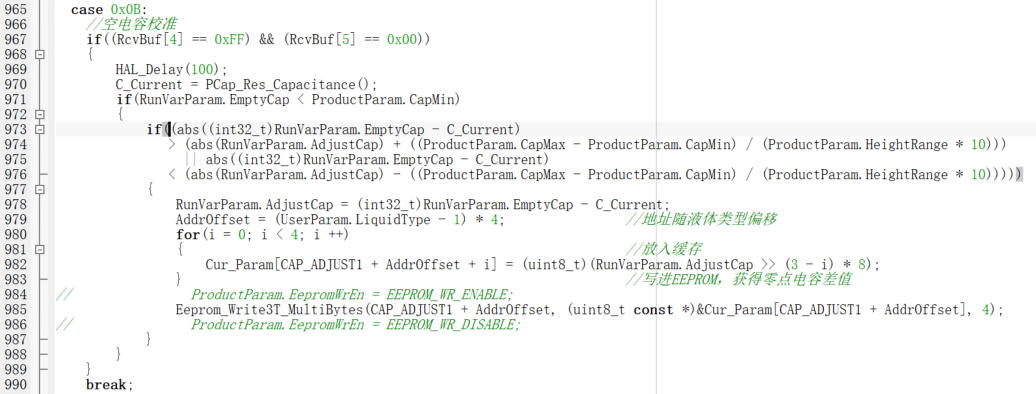 965 case 0x0B:
966 //空电容校准
967 if((RcvBuf[4] == 0xFF) && (RcvBuf[5] == 0x00))
968 {
969 HAL_Delay(100);
970 C_Current = PCap_Res_Capacitance();
971 if(RunVarParam.EmptyCap < ProductParam.CapMin)
972 {
973 if((abs((int32_t)RunVarParam.EmptyCap - C_Current)
974 > (abs(RunVarParam.AdjustCap) + ((ProductParam.CapMax - ProductParam.CapMin) / (ProductParam.HeightRange * 10)))
975 || abs((int32_t)RunVarParam.EmptyCap - C_Current)
976 < (abs(RunVarParam.AdjustCap) - ((ProductParam.CapMax - ProductParam.CapMin) / (ProductParam.HeightRange * 10)))))
977 {
978 RunVarParam.AdjustCap = (int32_t)RunVarParam.EmptyCap - C_Current;
979 AddrOffset = (UserParam.LiquidType - 1) * 4; //地址随液体类型偏移
980 for(i = 0; i < 4; i ++)
981 { //放入缓存
982 Cur_Param[CAP_ADJUST1 + AddrOffset + i] = (uint8_t)(RunVarParam.AdjustCap >> (3 - i) * 8);
983 } //写进EEPROM，获得零点电容差值
984 // ProductParam.EepromWrEn = EEPROM_WR_ENABLE;
985 Eeprom_Write3T_MultiBytes(CAP_ADJUST1 + AddrOffset, (uint8_t const *)&Cur_Param[CAP_ADJUST1 + AddrOffset], 4);
986 // ProductParam.EepromWrEn = EEPROM_WR_DISABLE;
987 }
988 }
989 }
990 break;